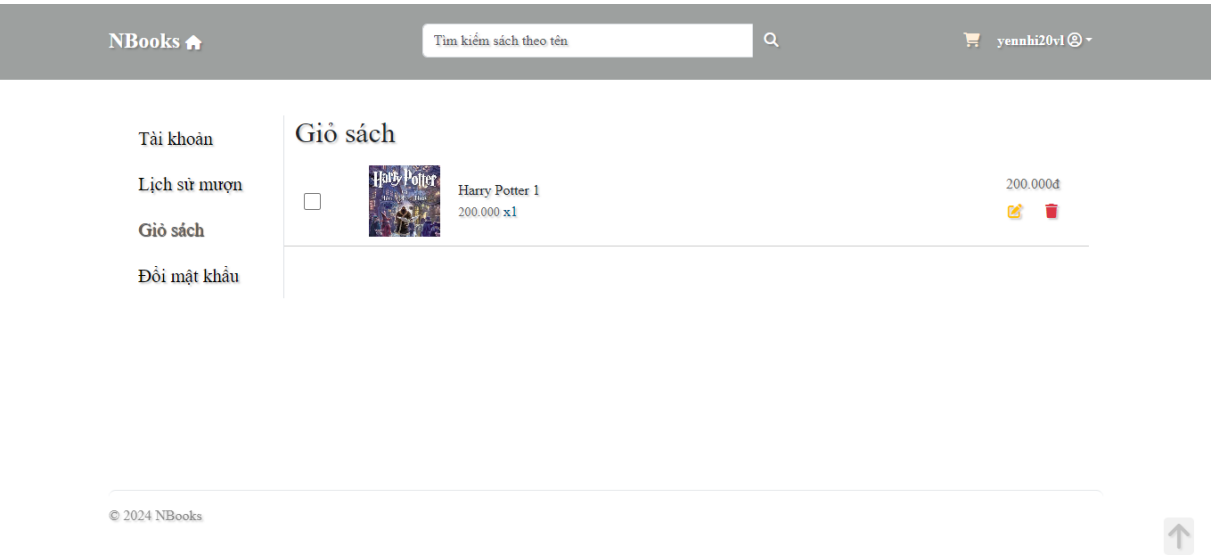 NBooks
Tìm kiếm sách theo tên
yennhi20vl
Tài khoản
Lịch sử mượn
Giỏ sách
Đổi mật khẩu
Giỏ sách
Harry Potter
Harry Potter 1
200.000 x1
200.000đ
© 2024 NBooks